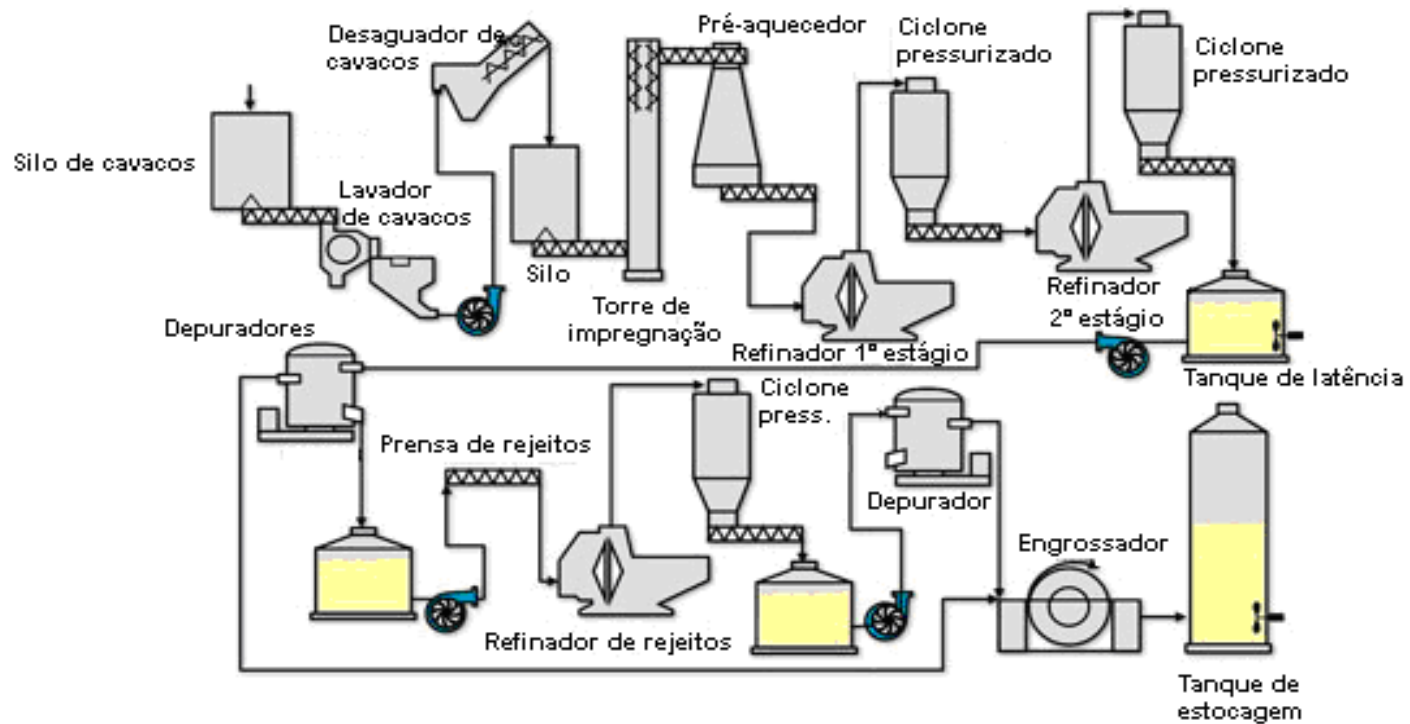 Desaguador de
cavacos
Pré-aquecedor
Ciclone
pressurizado
Ciclone
pressurizado
Silo de cavacos
Lavador
de cavacos
Silo
Torre de
impregnação
Refinador 1º estágio
Refinador
2º estágio
Tanque de latência
Depuradores
Prensa de rejeitos
Ciclone
press.
Depurador
Refinador de rejeitos
Engrossador
Tanque de
estocagem